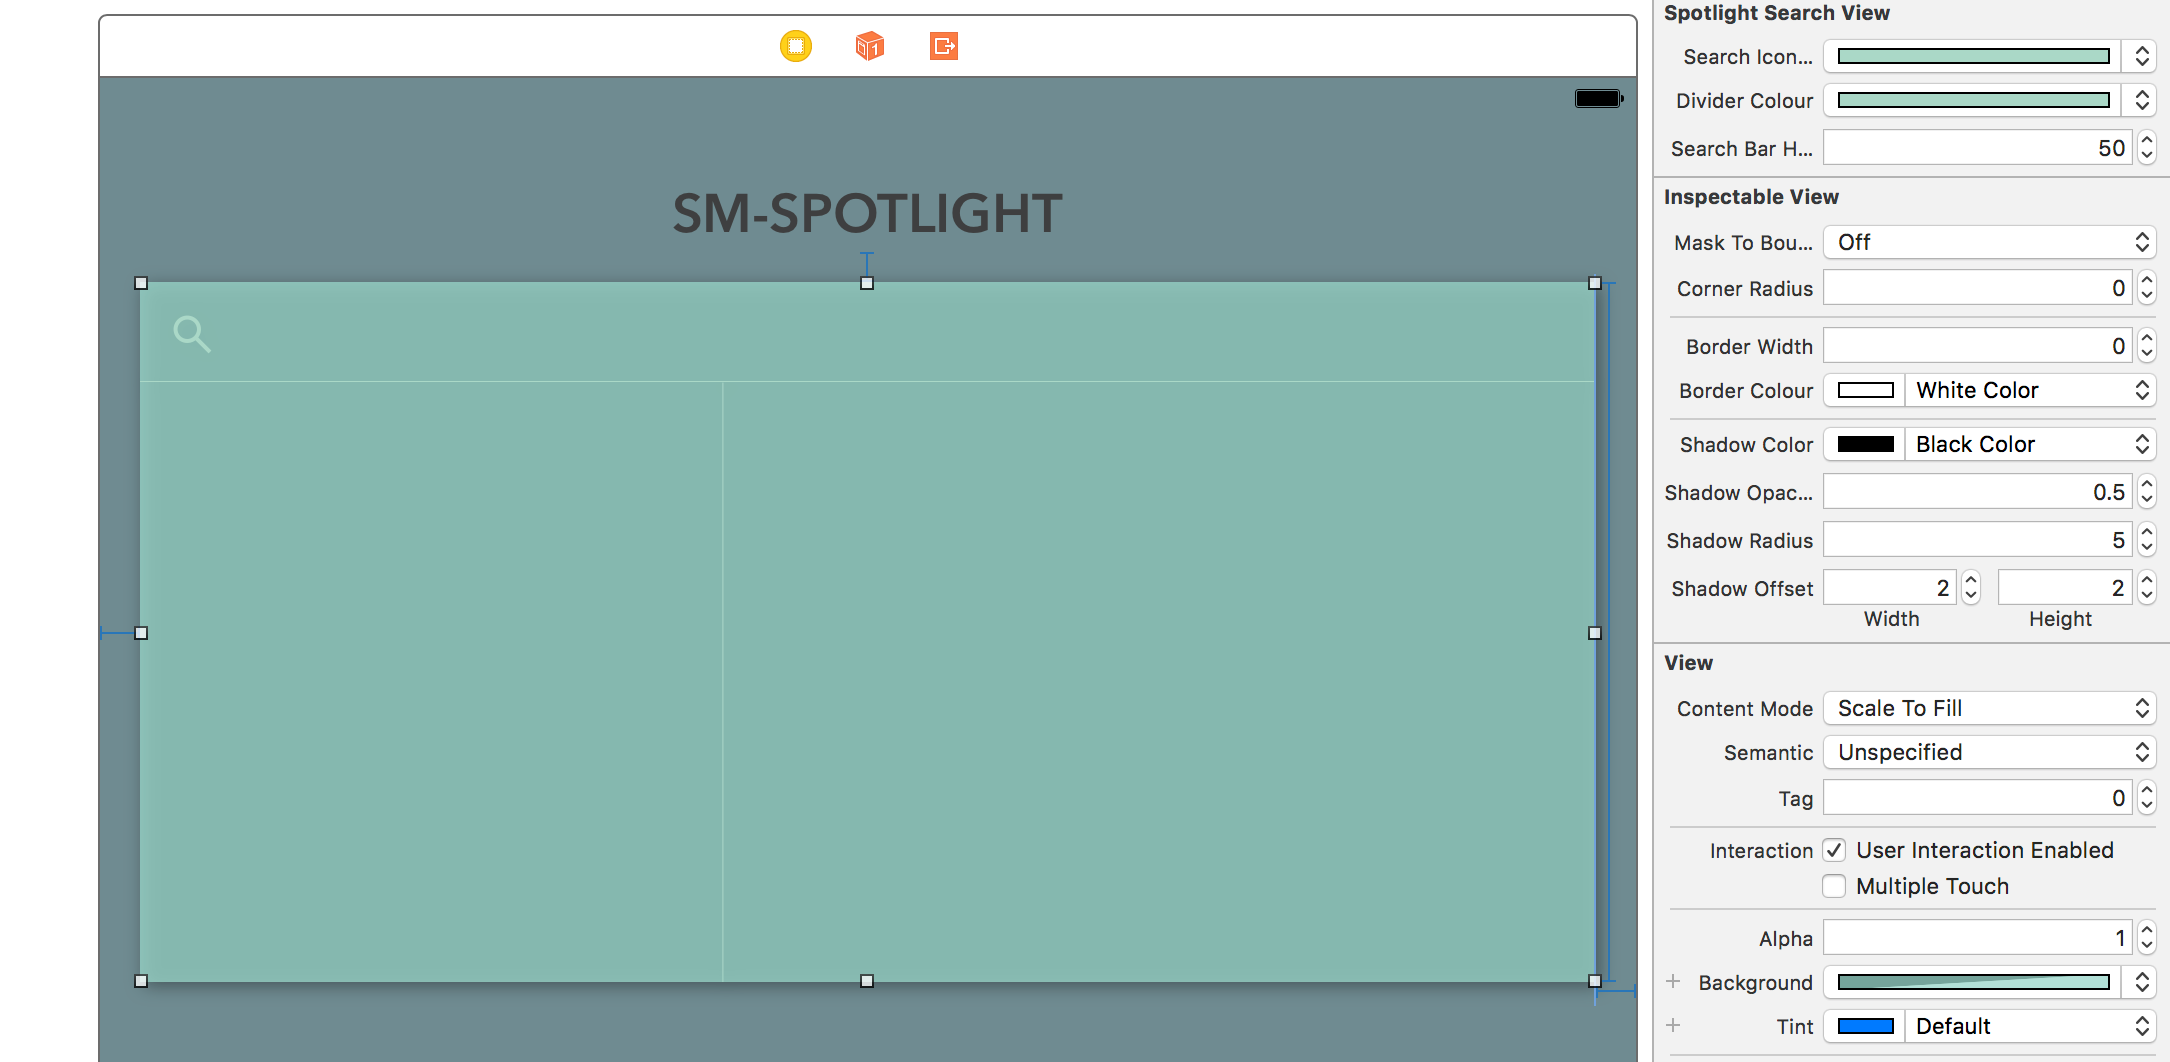 SM-SPOTLIGHT
Spotlight Search View
Search Icon...
Divider Colour
Search Bar H... 50
Inspectable View
Mask To Bou... Off
Corner Radius 0
Border Width 0
Border Colour White Color
Shadow Color Black Color
Shadow Opac... 0.5
Shadow Radius 5
Shadow Offset 2 2
Width Height
View
Content Mode Scale To Fill
Semantic Unspecified
Tag 0
Interaction User Interaction Enabled
Multiple Touch
Alpha 1
+ Background
+ Tint Default